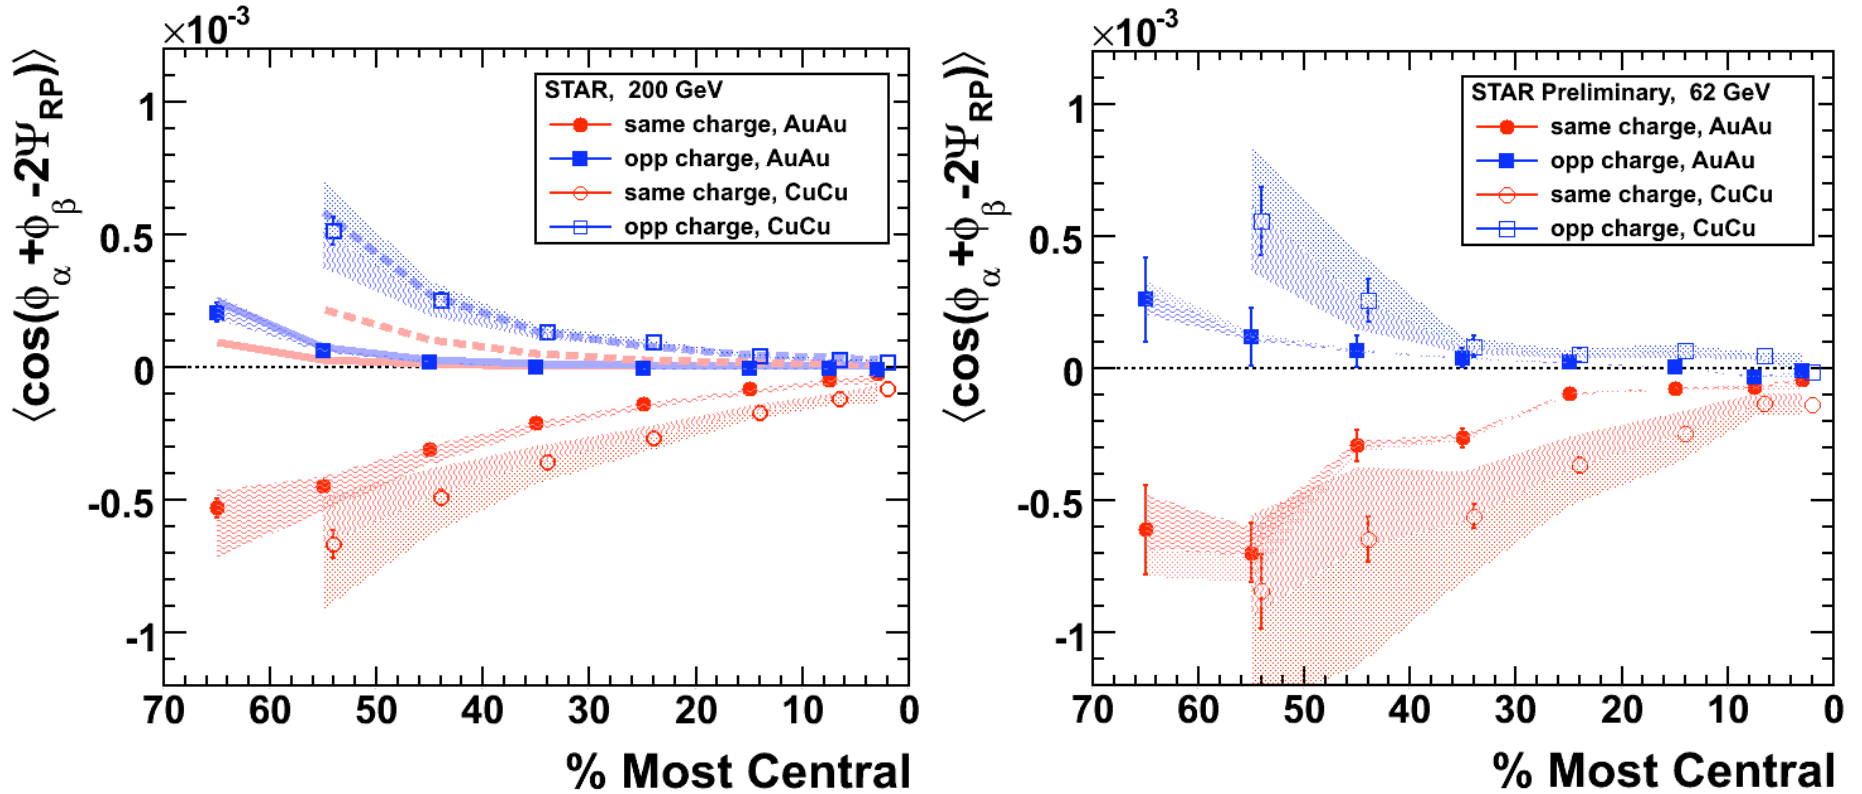 ×10⁻³
⟨cos(ϕα +ϕβ -2ΨRP)⟩
1
0.5
0
-0.5
-1
STAR, 200 GeV
same charge, AuAu
opp charge, AuAu
same charge, CuCu
opp charge, CuCu
70 60 50 40 30 20 10 0
% Most Central
×10⁻³
⟨cos(ϕα +ϕβ -2ΨRP)⟩
1
0.5
0
-0.5
-1
STAR Preliminary, 62 GeV
same charge, AuAu
opp charge, AuAu
same charge, CuCu
opp charge, CuCu
70 60 50 40 30 20 10 0
% Most Central